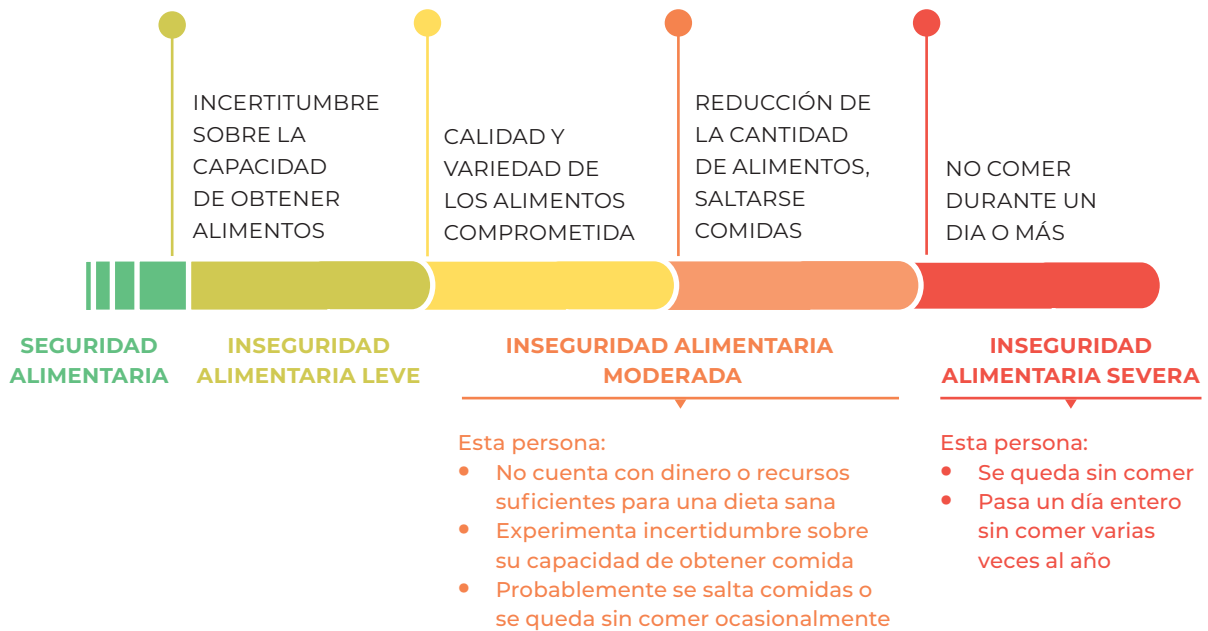 INCERTITUMBRE
SOBRE LA
CAPACIDAD
DE OBTENER
ALIMENTOS
CALIDAD Y
VARIEDAD DE
LOS ALIMENTOS
COMPROMETIDA
REDUCCIÓN DE
LA CANTIDAD
DE ALIMENTOS,
SALTARSE
COMIDAS
NO COMER
DURANTE UN
DIA O MÁS
SEGURIDAD
ALIMENTARIA
INSEGURIDAD
ALIMENTARIA LEVE
INSEGURIDAD ALIMENTARIA
MODERADA
INSEGURIDAD
ALIMENTARIA SEVERA
Esta persona:
• No cuenta con dinero o recursos
suficientes para una dieta sana
• Experimenta incertidumbre sobre
su capacidad de obtener comida
• Probablemente se salta comidas o
se queda sin comer ocasionalmente
Esta persona:
• Se queda sin comer
• Pasa un día entero
sin comer varias
veces al año